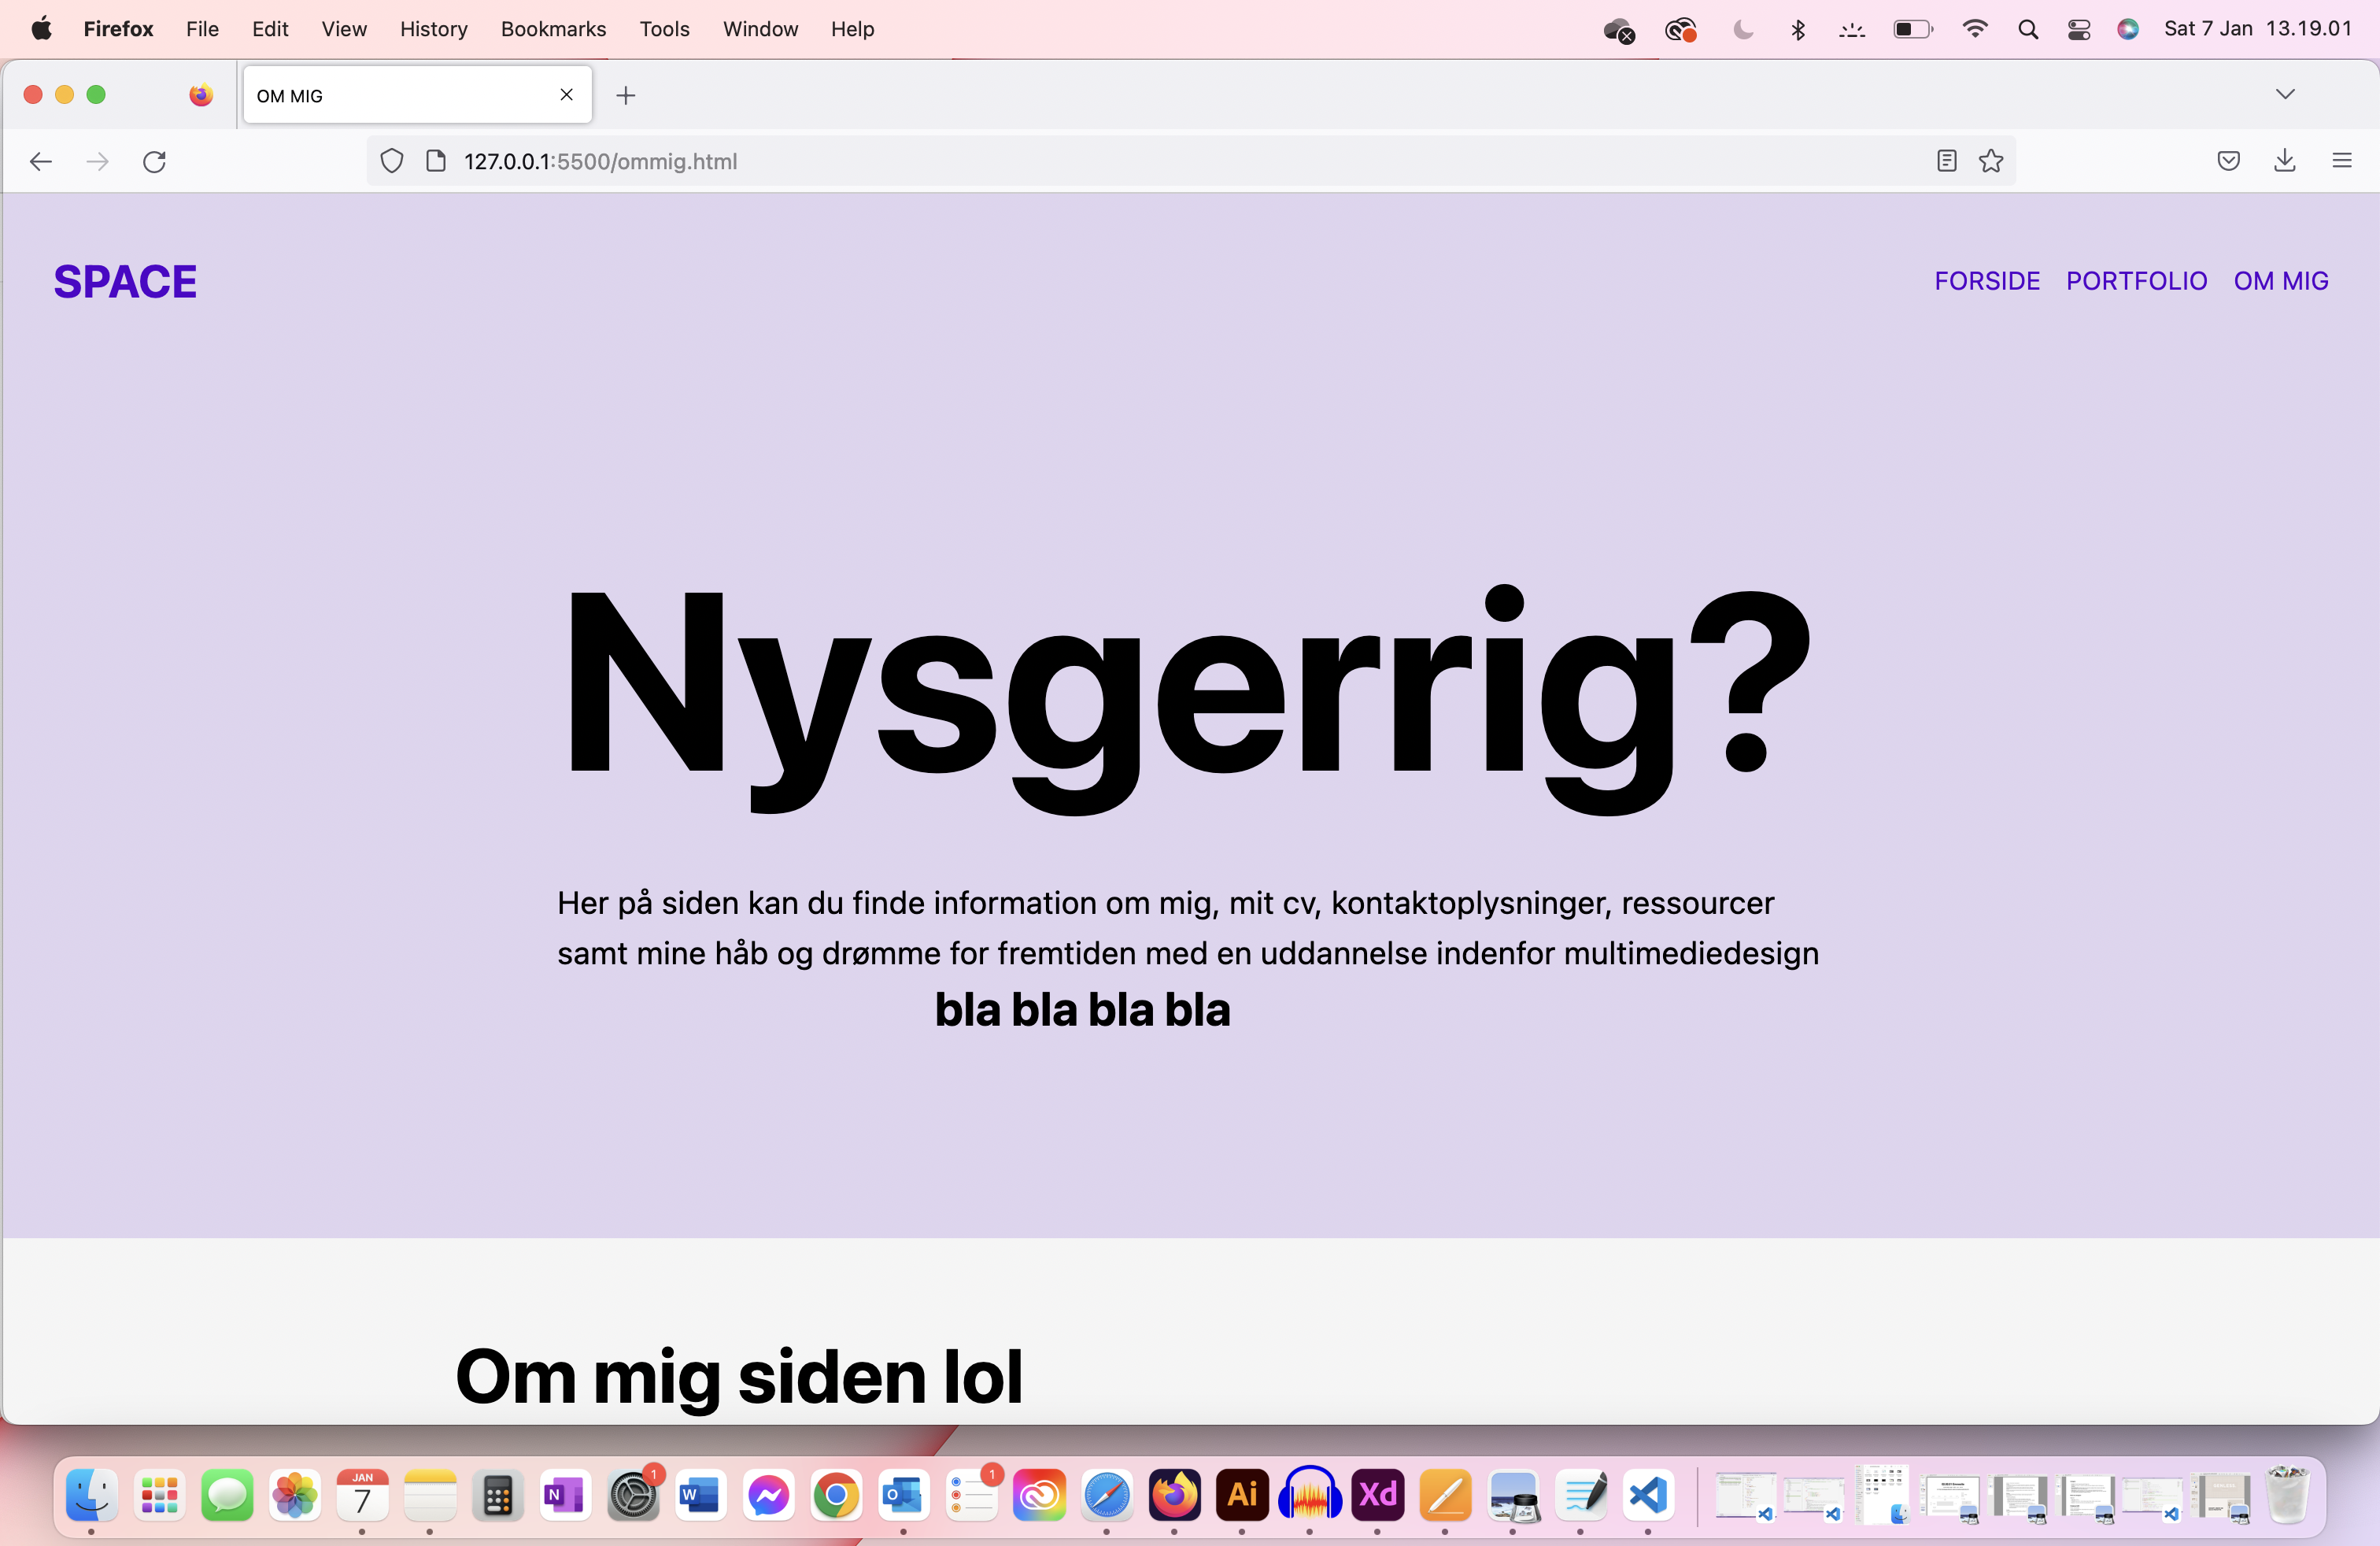 Firefox File Edit View History Bookmarks Tools Window Help Sat 7 Jan 13.19.01
OM MIG
127.0.0.1:5500/ommig.html
SPACE FORSIDE PORTFOLIO OM MIG
Nysgerrig?
Her på siden kan du finde information om mig, mit cv, kontaktoplysninger, ressourcer
samt mine håb og drømme for fremtiden med en uddannelse indenfor multimediedesign
bla bla bla bla
Om mig siden lol
JAN
7
N
1
W
O
1
Ai
Xd